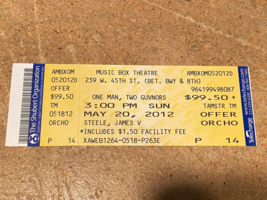 AMBXOM
052012D
OFFER
$99.50
TM
051812
ORCHO
P
MUSIC BOX THEATRE
239 W. 45TH ST. (BET. BWY & 8TH)
ONE MAN, TWO GUVNORS
3:00 PM SUN
MAY 20, 2012
STEELE, JAMES V
*INCLUDES $1.50 FACILITY FEE
XAWEB1264-0518-P263E
AMBXOM052012D
964199498087
$99.50*
TAMSTR TM
OFFER
ORCHO
P 14
The Shubert Organization
Telecharge